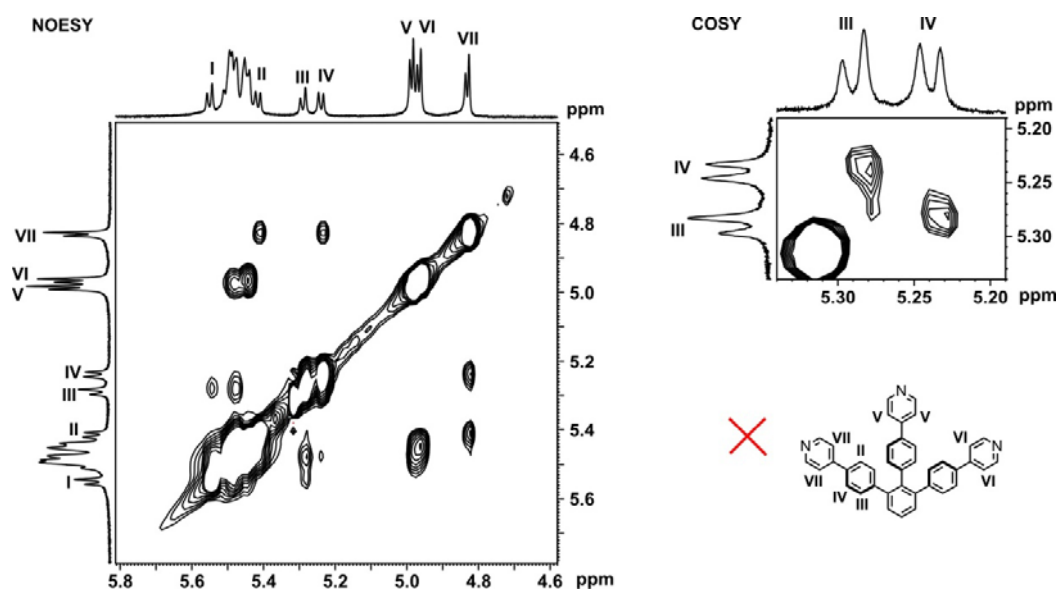 NOESY
I
II
III
IV
V
VI
VII
ppm
4.6
4.8
5.0
5.2
5.4
5.6
ppm
5.8 5.6 5.4 5.2 5.0 4.8 4.6
VII
VI
V
IV
III
II
I
COSY
III
IV
ppm
5.20
5.25
5.30
5.30 5.25 5.20
ppm
IV
III
N
V V
VII II VI N
N
VII VI
IV III